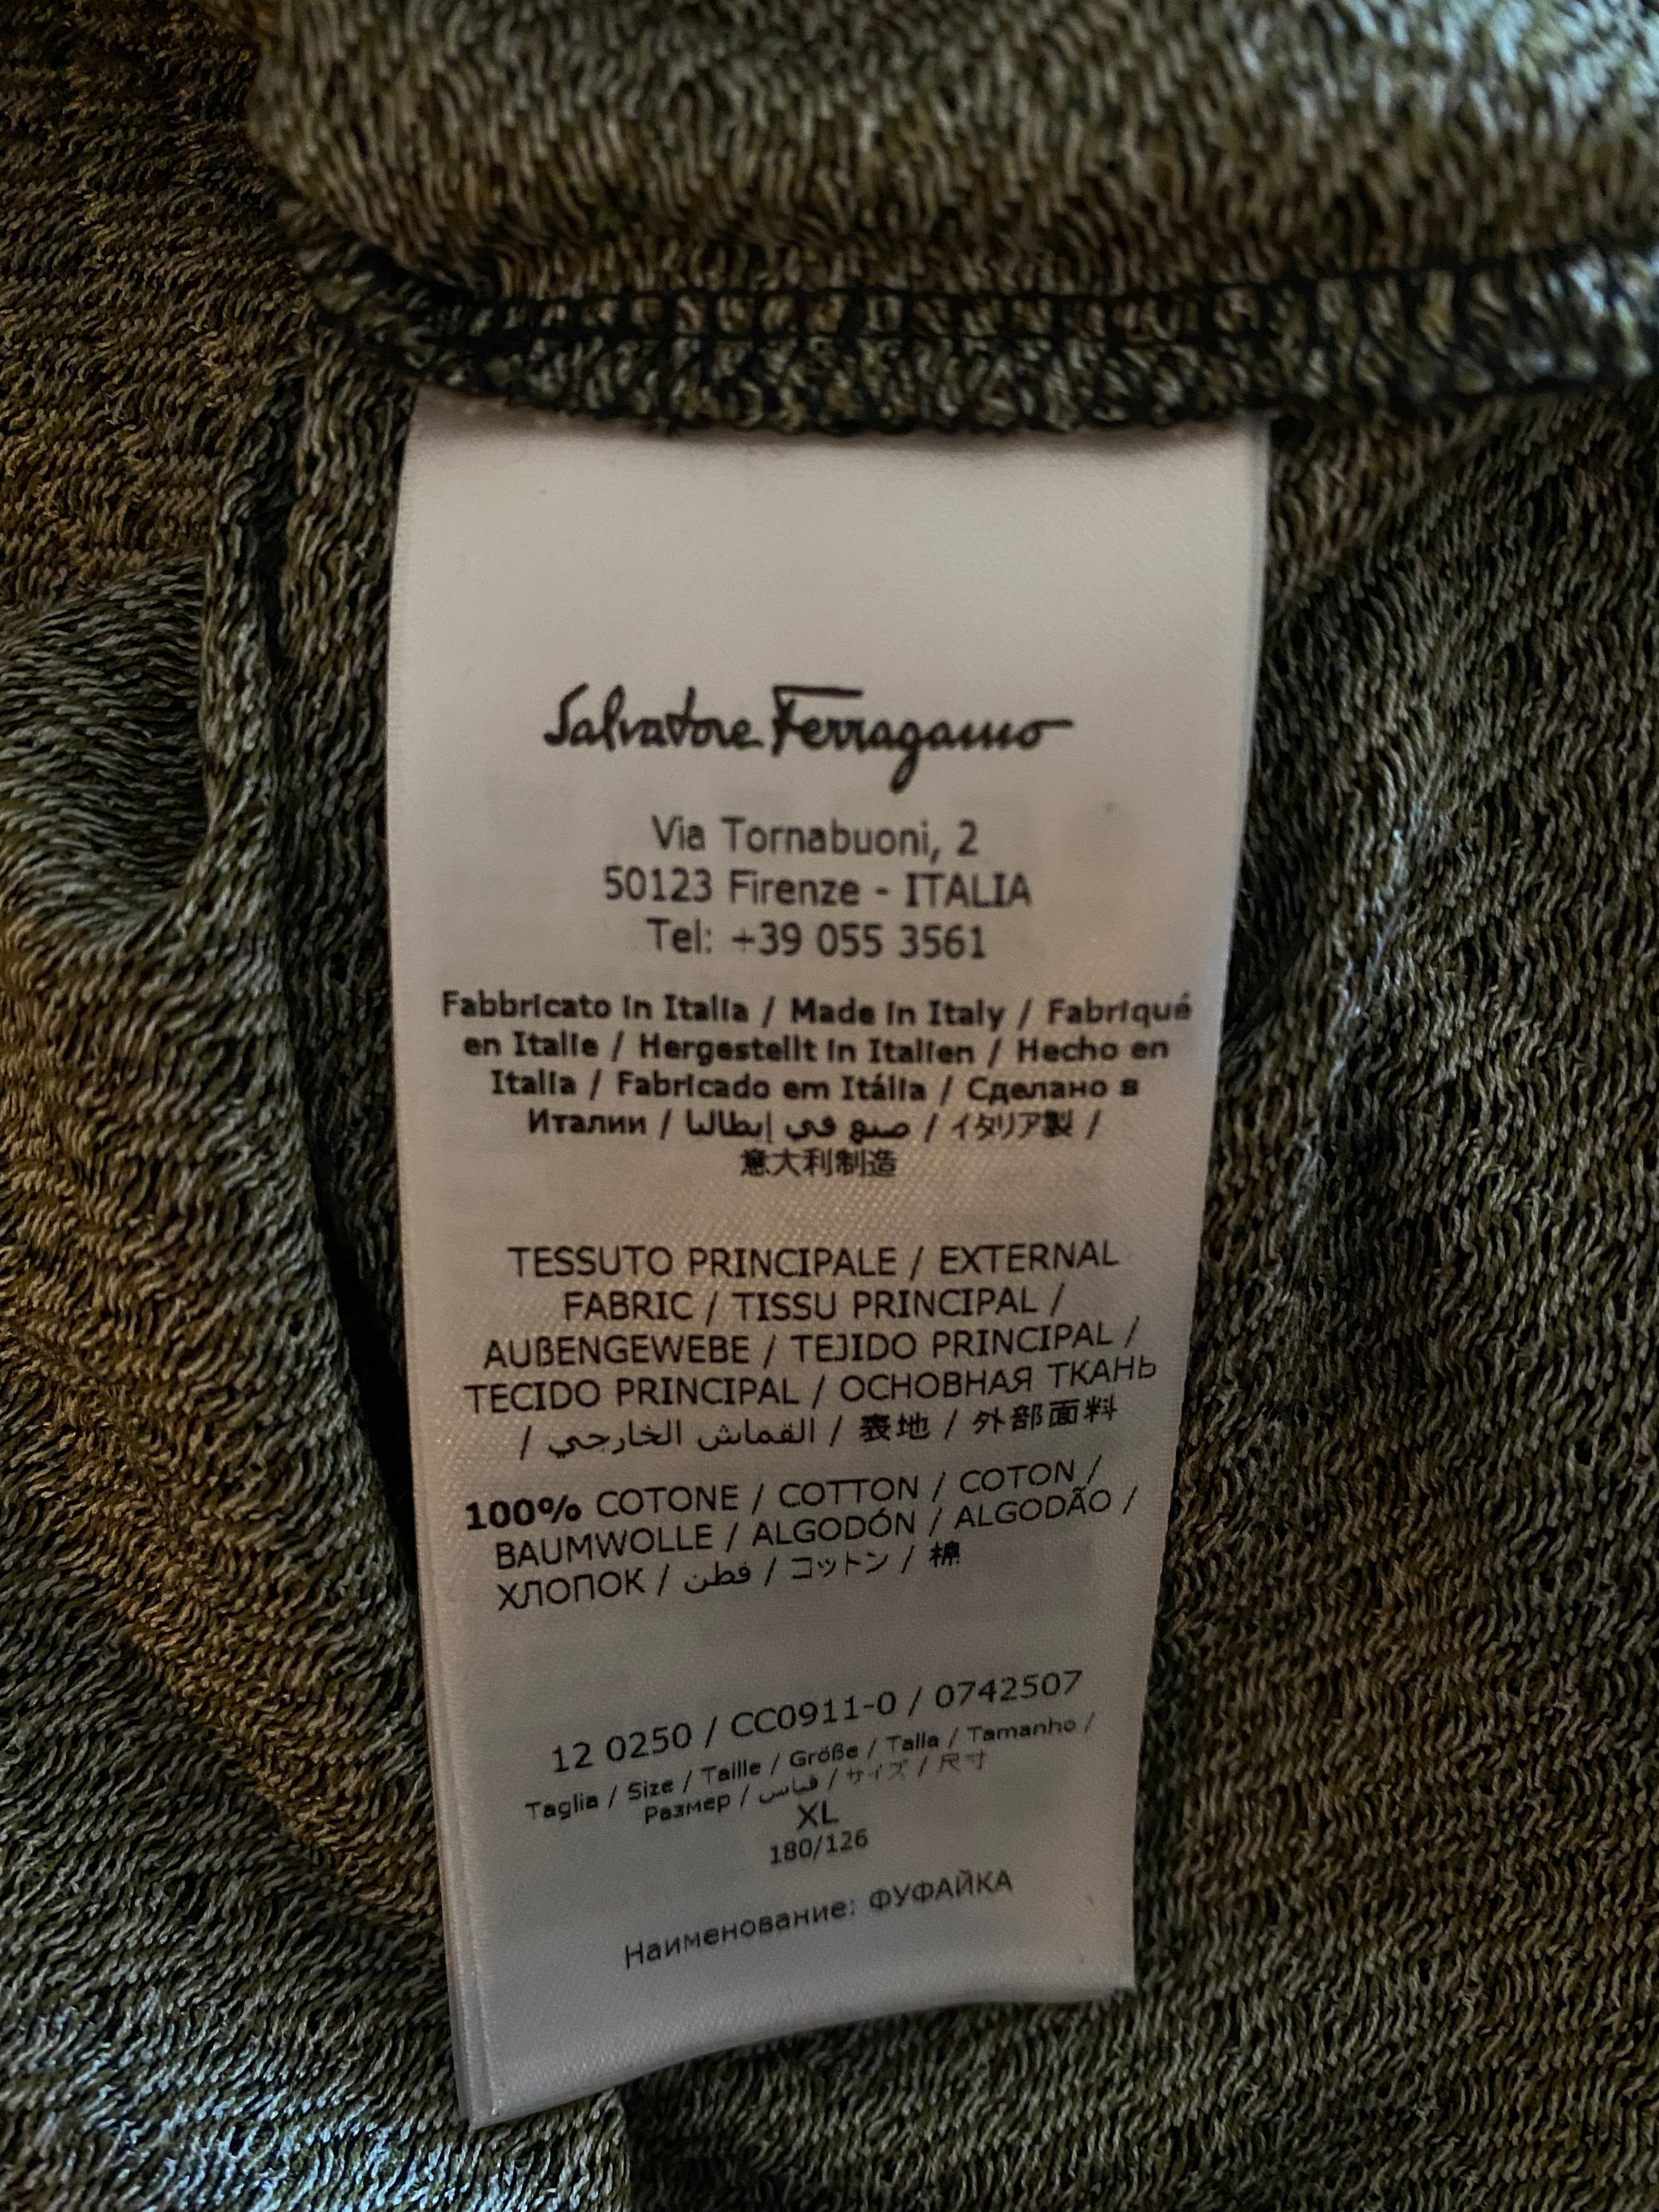 Salvatore Ferragamo
Via Tornabuoni, 2
50123 Firenze - ITALIA
Tel: +39 055 3561
Fabbricato in Italia / Made in Italy / Fabriqué
en Italie / Hergestellt in Italien / Hecho en
Italia / Fabricado em Itália / Сделано в
Италии / صنع في إيطاليا / イタリア製 /
意大利制造
TESSUTO PRINCIPALE / EXTERNAL
FABRIC / TISSU PRINCIPAL /
AUßENGEWEBE / TEJIDO PRINCIPAL /
TECIDO PRINCIPAL / ОСНОВНАЯ ТКАНЬ
/ القماش الخارجي / 表地 / 外部面料
100% COTONE / COTTON / COTON /
BAUMWOLLE / ALGODÓN / ALGODÃO /
ХЛОПОК / قطن / コットン / 棉
12 0250 / CC0911-0 / 0742507
Taglia / Size / Taille / Größe / Talla / Tamanho /
Размер / قياس / サイズ / 尺寸
XL
180/126
Наименование: ФУФАЙКА